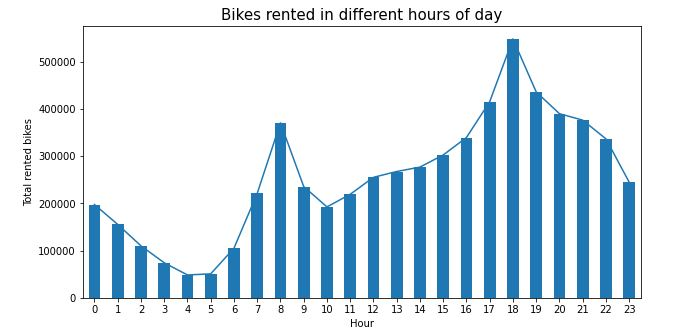 Bikes rented in different hours of day
Total rented bikes
500000
400000
300000
200000
100000
0
0 1 2 3 4 5 6 7 8 9 10 11 12 13 14 15 16 17 18 19 20 21 22 23
Hour